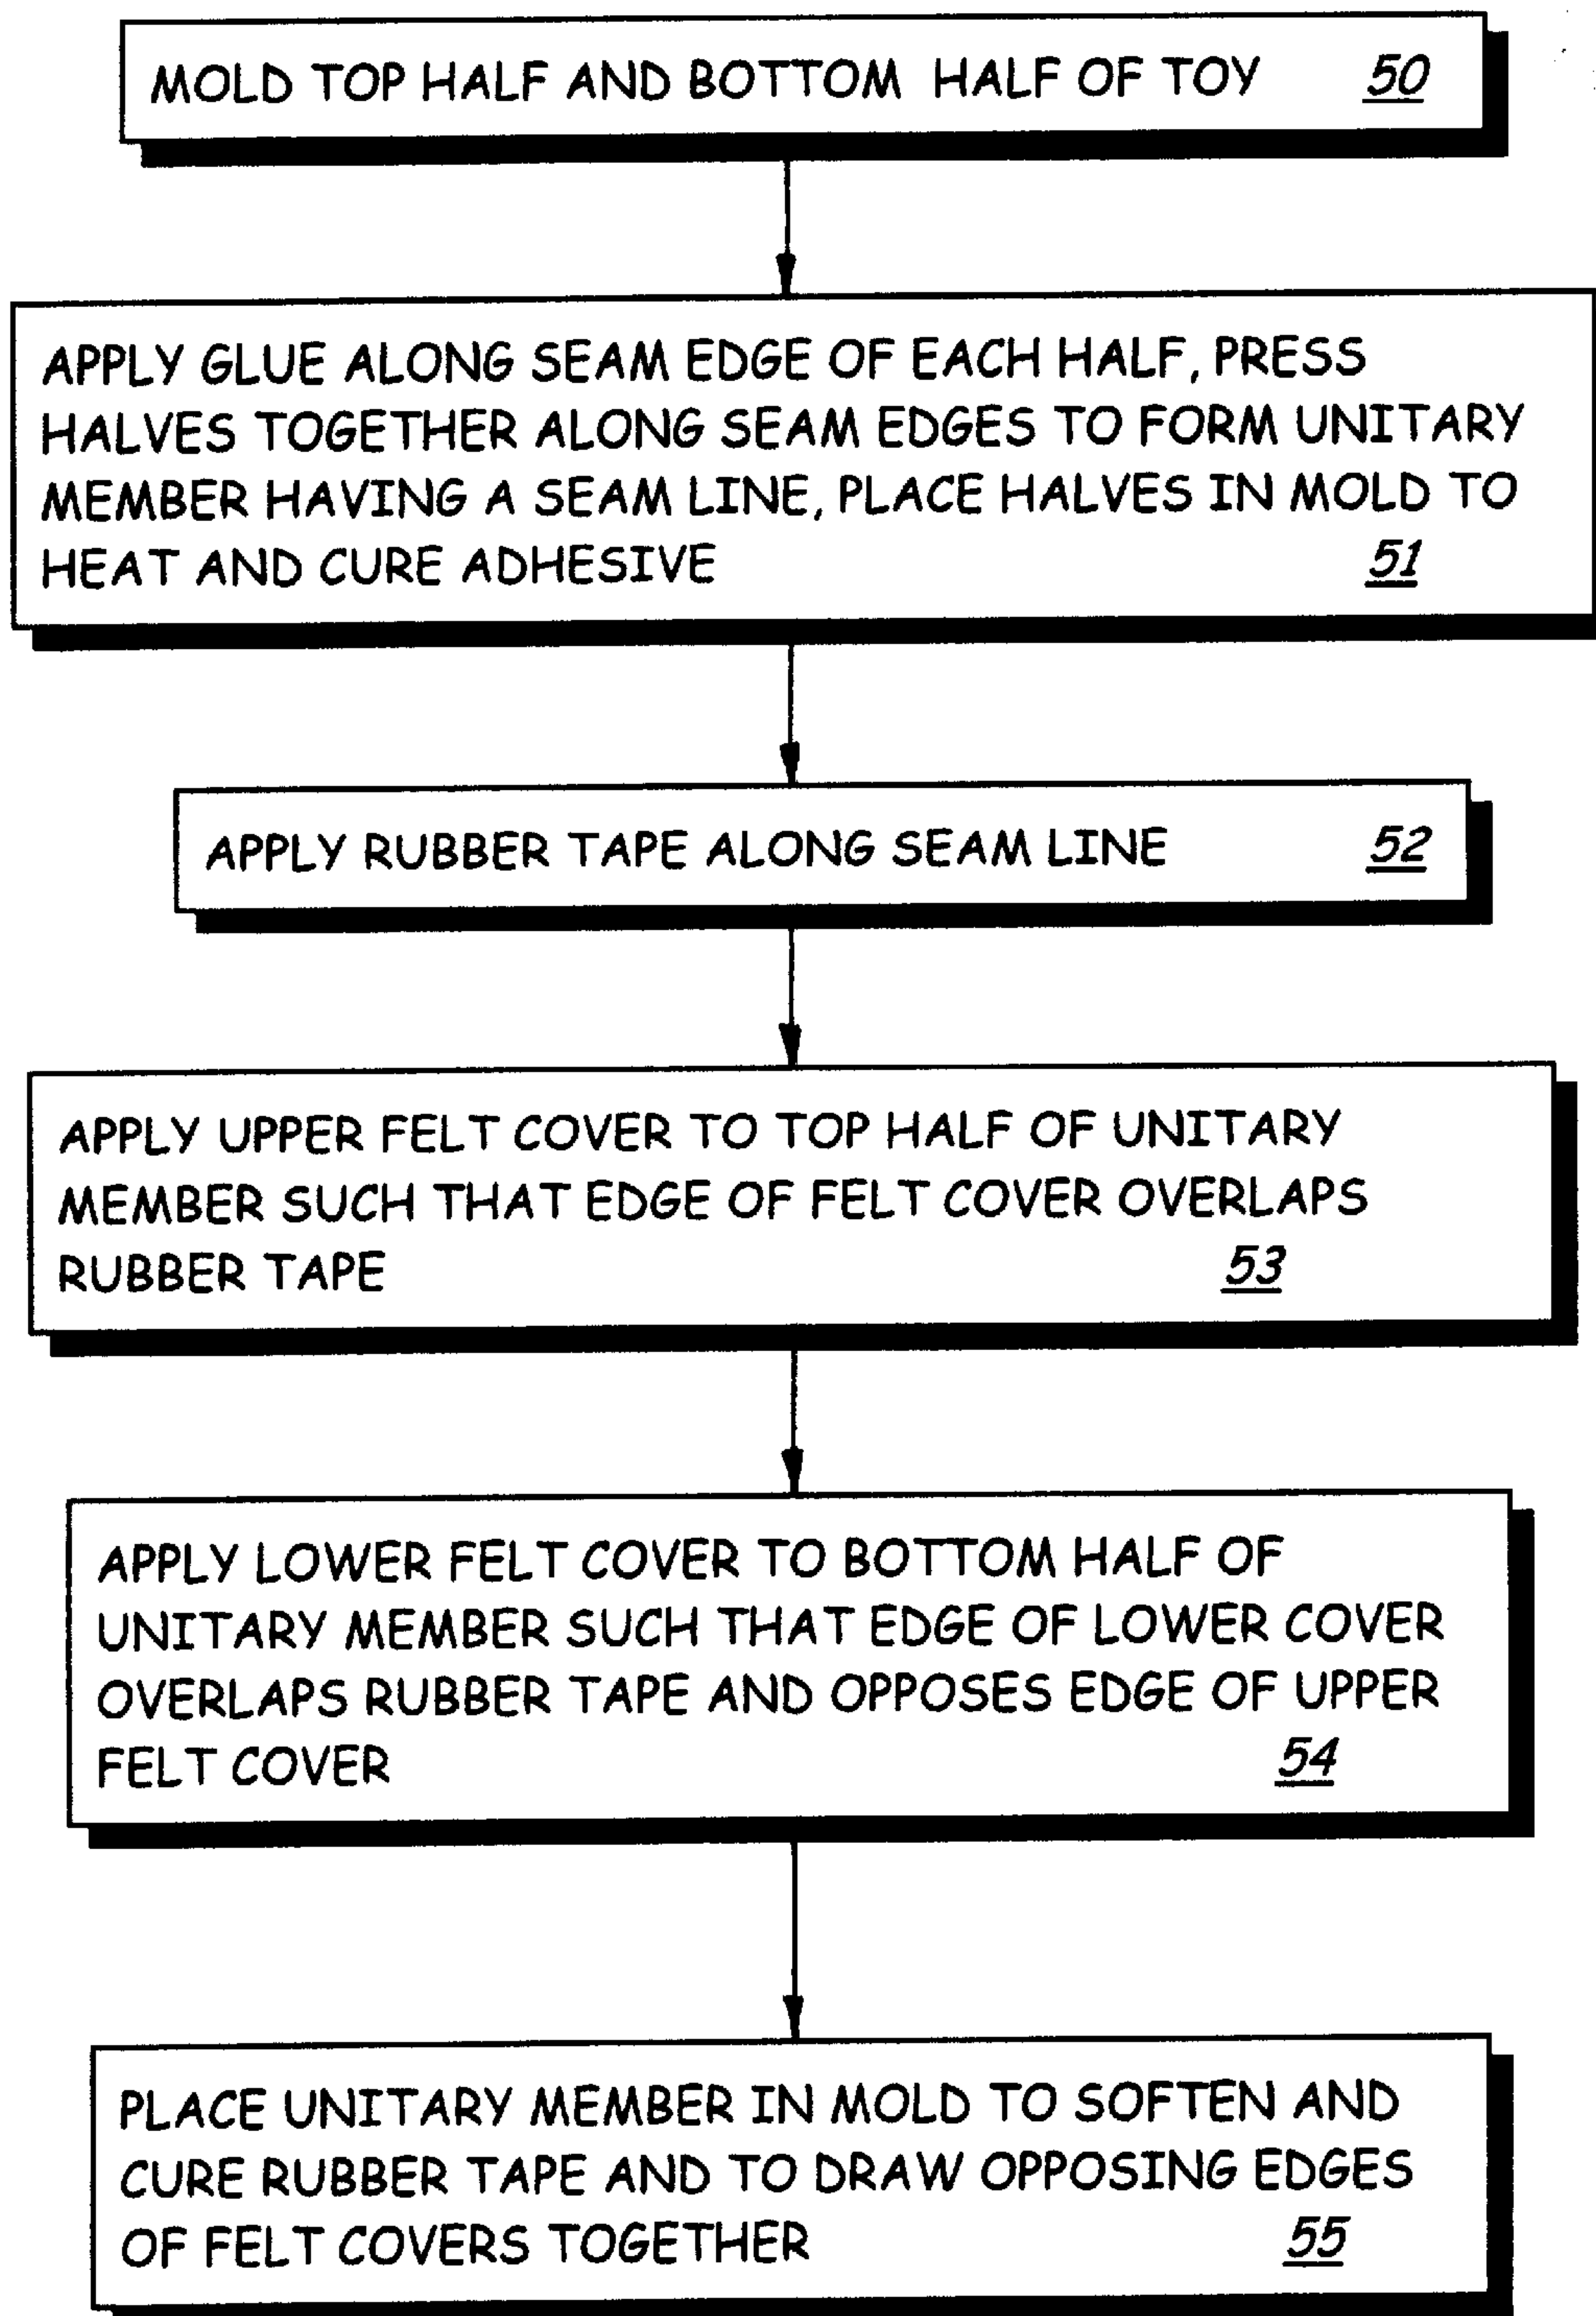 MOLD TOP HALF AND BOTTOM HALF OF TOY 50
APPLY GLUE ALONG SEAM EDGE OF EACH HALF, PRESS
HALVES TOGETHER ALONG SEAM EDGES TO FORM UNITARY
MEMBER HAVING A SEAM LINE, PLACE HALVES IN MOLD TO
HEAT AND CURE ADHESIVE 51
APPLY RUBBER TAPE ALONG SEAM LINE 52
APPLY UPPER FELT COVER TO TOP HALF OF UNITARY
MEMBER SUCH THAT EDGE OF FELT COVER OVERLAPS
RUBBER TAPE 53
APPLY LOWER FELT COVER TO BOTTOM HALF OF
UNITARY MEMBER SUCH THAT EDGE OF LOWER COVER
OVERLAPS RUBBER TAPE AND OPPOSES EDGE OF UPPER
FELT COVER 54
PLACE UNITARY MEMBER IN MOLD TO SOFTEN AND
CURE RUBBER TAPE AND TO DRAW OPPOSING EDGES
OF FELT COVERS TOGETHER 55